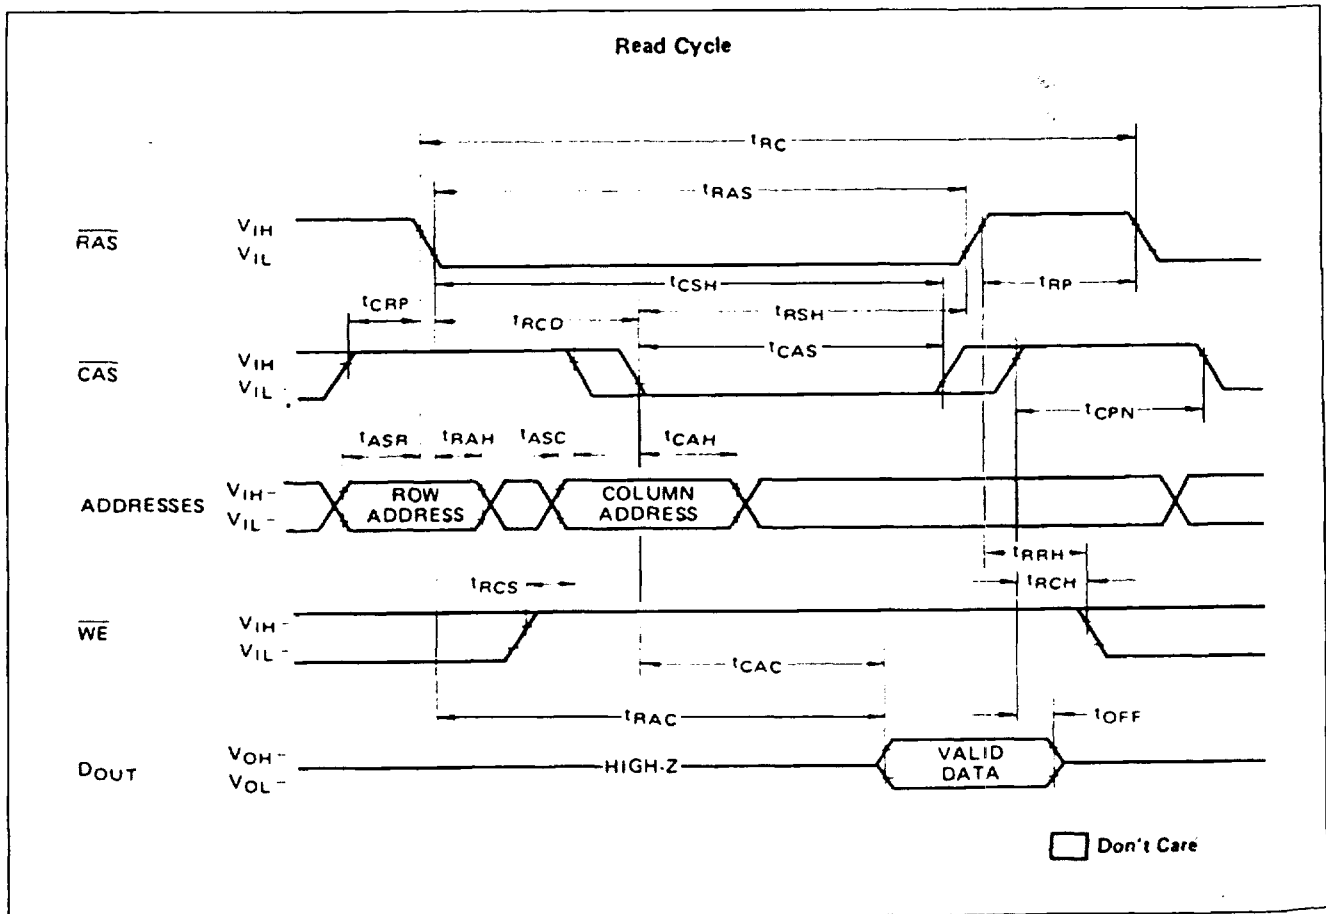 Read Cycle
tRC
tRAS
RAS
VIH
VIL
tCSH
tRP
tCRP
tRCD
tRSH
tCAS
CAS
VIH
VIL
tCPN
tASR
tRAH
tASC
tCAH
ADDRESSES
VIH
VIL
ROW ADDRESS
COLUMN ADDRESS
tRRH
tRCS
tRCH
WE
VIH
VIL
tCAC
tRAC
tOFF
DOUT
VOH
VOL
HIGH-Z
VALID DATA
Don't Care